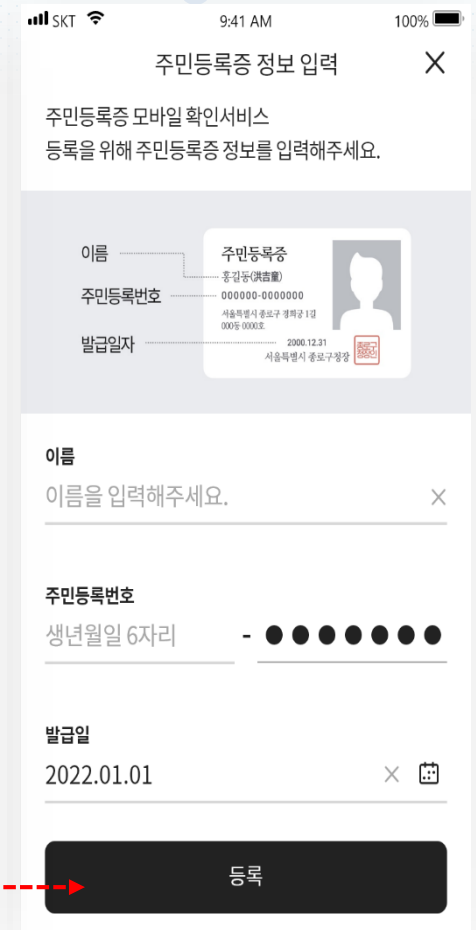 SKT 9:41 AM 100%
주민등록증 정보 입력
주민등록증 모바일 확인서비스
등록을 위해 주민등록증 정보를 입력해주세요.
이름
주민등록번호
발급일자
주민등록증
홍길동(洪吉童)
000000-0000000
서울특별시 종로구 경희궁 1길
000동 0000호
2000.12.31
서울특별시 종로구청장
이름
이름을 입력해주세요.
주민등록번호
생년월일 6자리 - ●●●●●●●
발급일
2022.01.01
등록